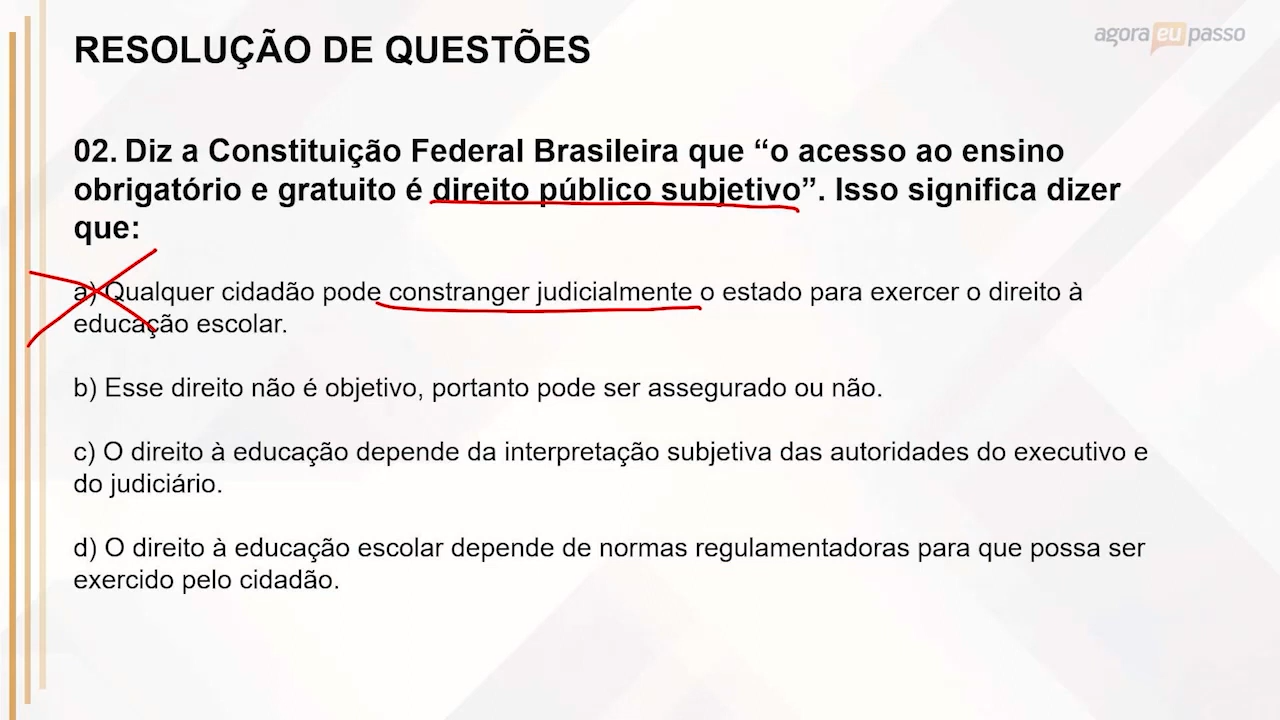 RESOLUÇÃO DE QUESTÕES
agora eu passo
02. Diz a Constituição Federal Brasileira que “o acesso ao ensino
obrigatório e gratuito é direito público subjetivo”. Isso significa dizer
que:
a) Qualquer cidadão pode constranger judicialmente o estado para exercer o direito à
educação escolar.
b) Esse direito não é objetivo, portanto pode ser assegurado ou não.
c) O direito à educação depende da interpretação subjetiva das autoridades do executivo e
do judiciário.
d) O direito à educação escolar depende de normas regulamentadoras para que possa ser
exercido pelo cidadão.